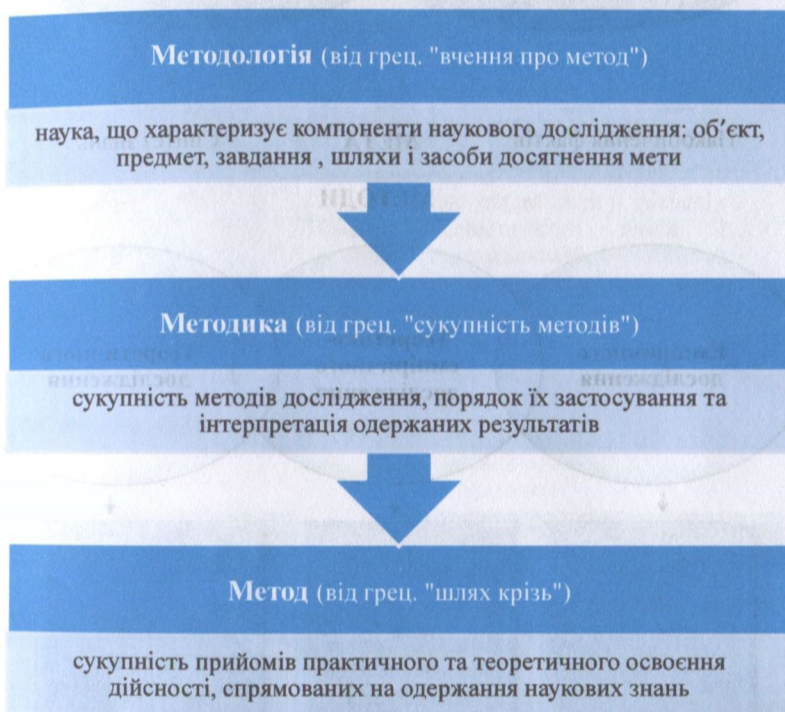 Методологія (від грец. "вчення про метод")
наука, що характеризує компоненти наукового дослідження: об′єкт,
предмет, завдання , шляхи і засоби досягнення мети
Методика (від грец. "сукупність методів")
сукупність методів дослідження, порядок їх застосування та
інтерпретація одержаних результатів
Метод (від грец. "шлях крізь")
сукупність прийомів практичного та теоретичного освоєння
дійсності, спрямованих на одержання наукових знань